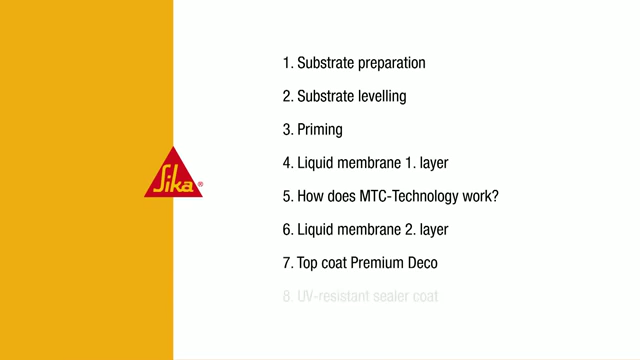 1. Substrate preparation
2. Substrate levelling
3. Priming
4. Liquid membrane 1. layer
Sika®
5. How does MTC-Technology work?
6. Liquid membrane 2. layer
7. Top coat Premium Deco
8. UV-resistant sealer coat